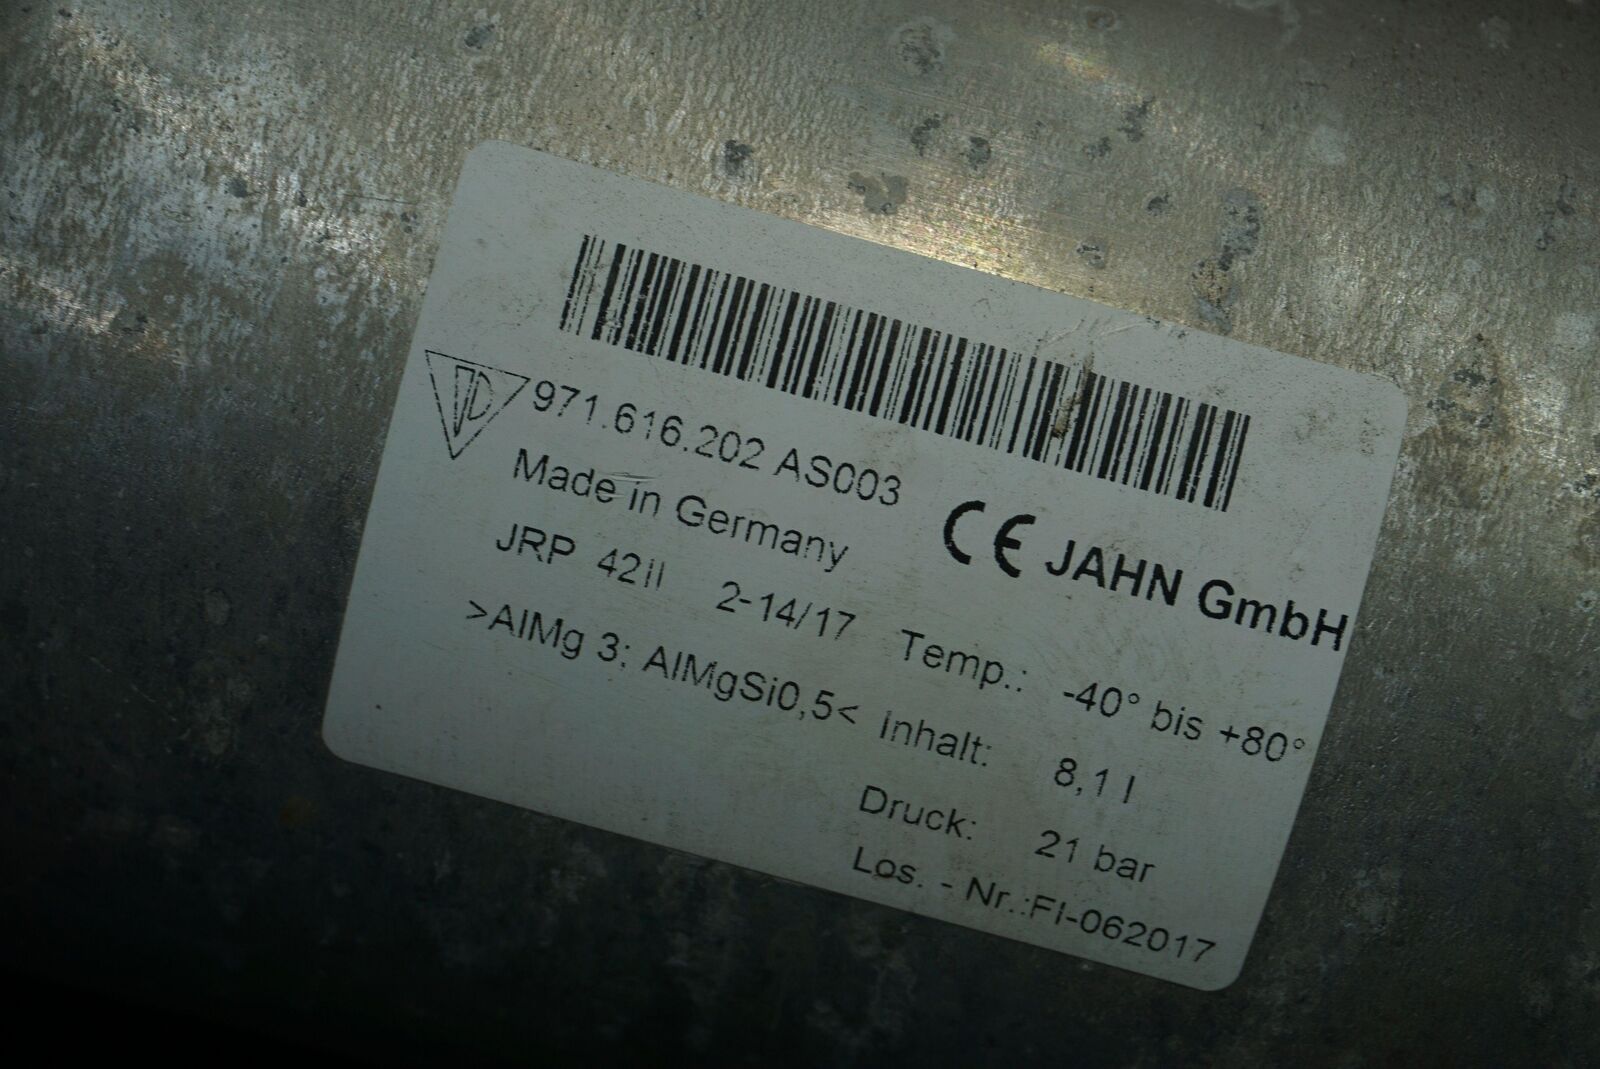 971.616.202 AS003
Made in Germany
CE JAHN GmbH
JRP 42II 2-14/17
Temp.: -40° bis +80°
>AlMg 3; AlMgSi0,5<
Inhalt: 8,1 l
Druck: 21 bar
Los. - Nr.:FI-062017